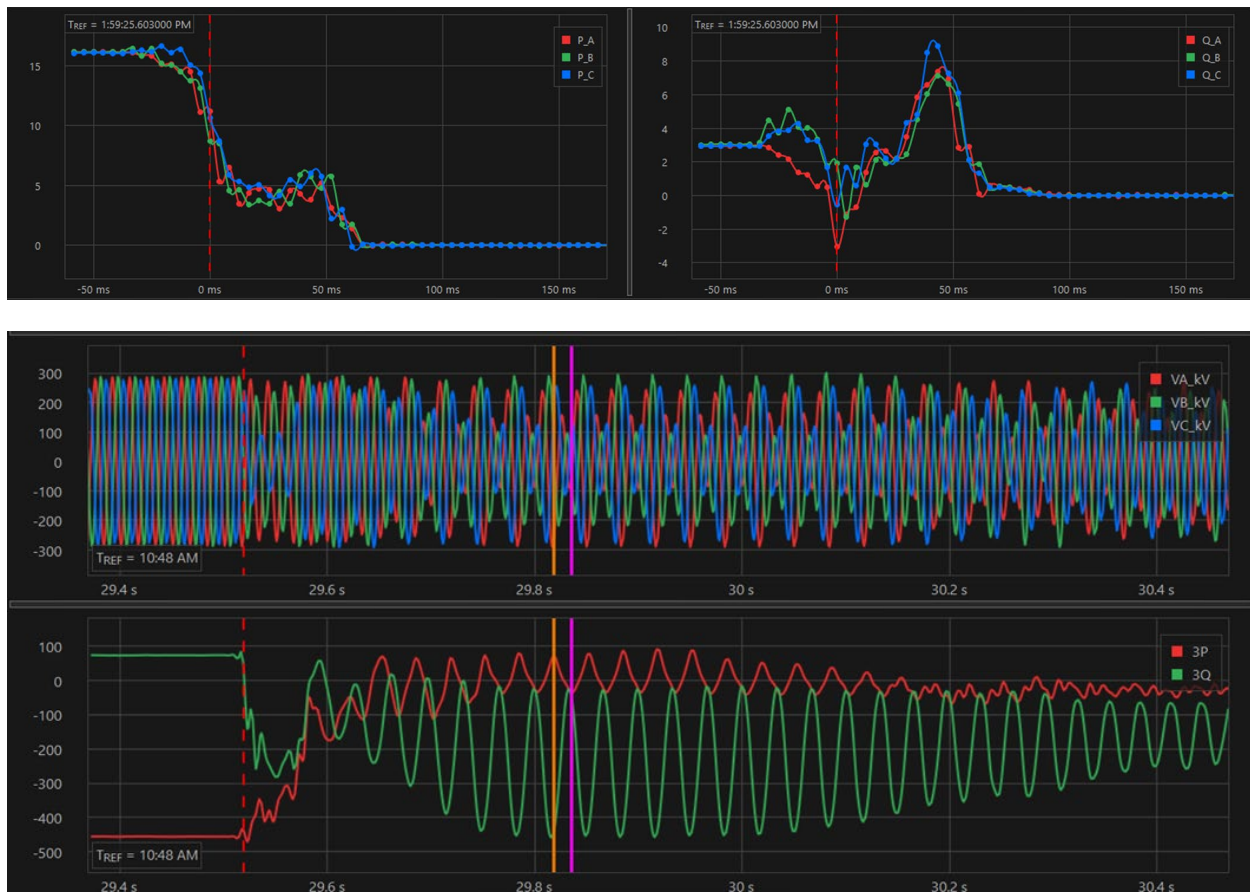 TREF = 1:59:25.603000 PM
P_A
P_B
P_C
15
10
5
0
-50 ms 0 ms 50 ms 100 ms 150 ms
TREF = 1:59:25.603000 PM
Q_A
Q_B
Q_C
10
8
6
4
2
0
-2
-4
-50 ms 0 ms 50 ms 100 ms 150 ms
VA_kV
VB_kV
VC_kV
300
200
100
0
-100
-200
-300
TREF = 10:48 AM
29.4 s 29.6 s 29.8 s 30 s 30.2 s 30.4 s
3P
3Q
100
0
-100
-200
-300
-400
-500
TREF = 10:48 AM
29.4 s 29.6 s 29.8 s 30 s 30.2 s 30.4 s